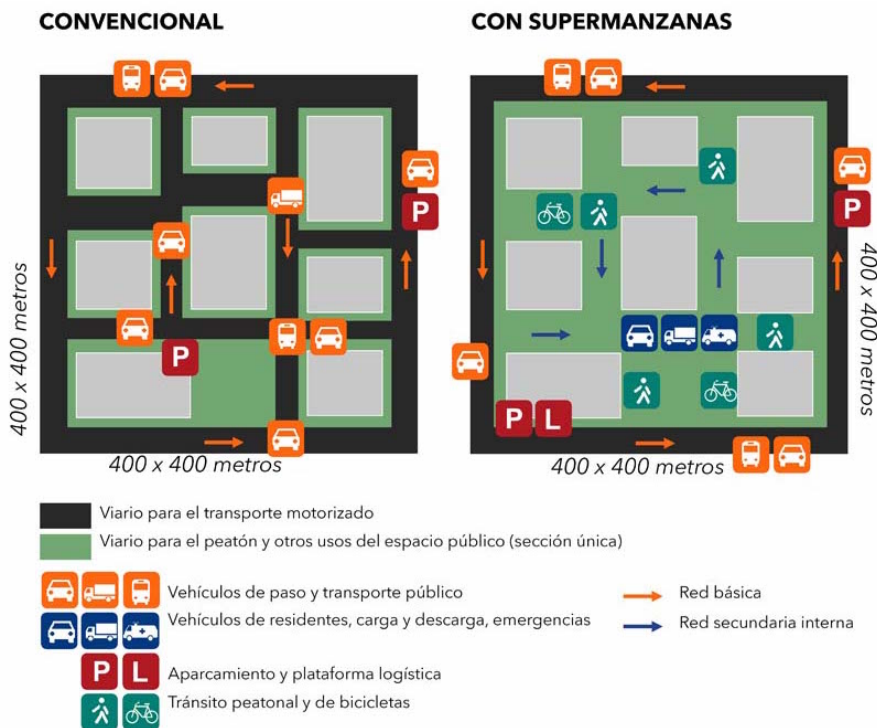 CONVENCIONAL
CON SUPERMANZANAS
P
P
400 x 400 metros
400 x 400 metros
P
P L
400 x 400 metros
400 x 400 metros
Viario para el transporte motorizado
Viario para el peatón y otros usos del espacio público (sección única)
Vehículos de paso y transporte público
Red básica
Vehículos de residentes, carga y descarga, emergencias
Red secundaria interna
P L
Aparcamiento y plataforma logística
Tránsito peatonal y de bicicletas